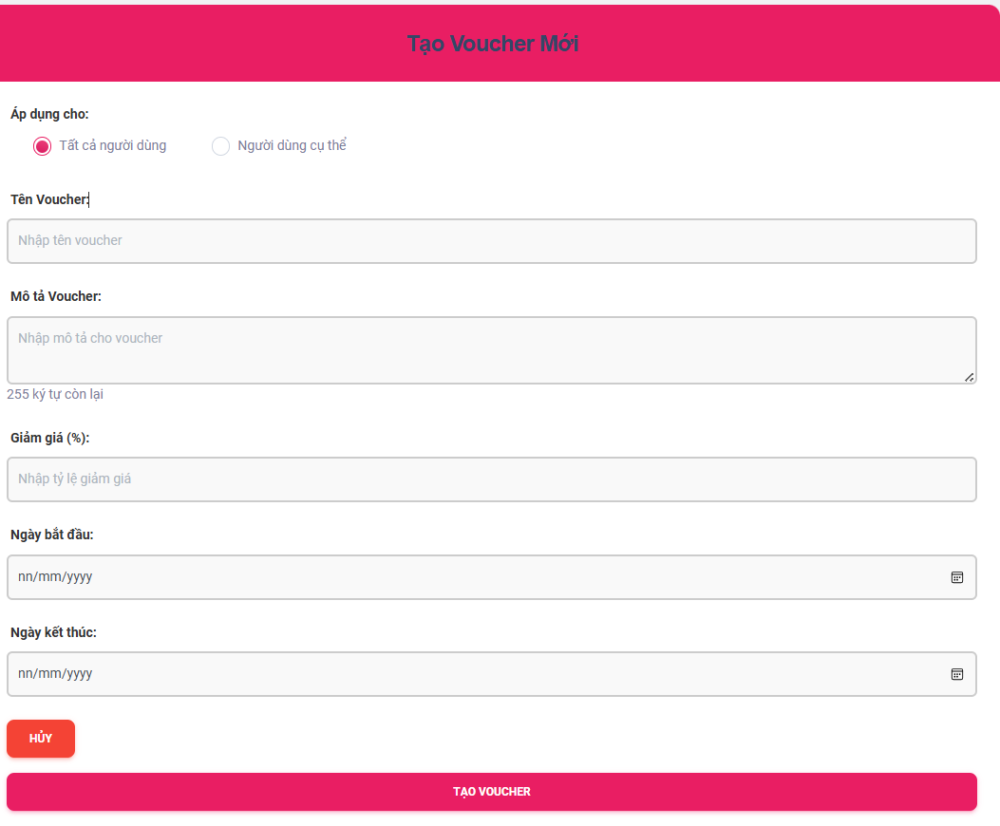 Tạo Voucher Mới
Áp dụng cho:
Tất cả người dùng Người dùng cụ thể
Tên Voucher:
Nhập tên voucher
Mô tả Voucher:
Nhập mô tả cho voucher
255 ký tự còn lại
Giảm giá (%):
Nhập tỷ lệ giảm giá
Ngày bắt đầu:
nn/mm/yyyy
Ngày kết thúc:
nn/mm/yyyy
HỦY
TẠO VOUCHER